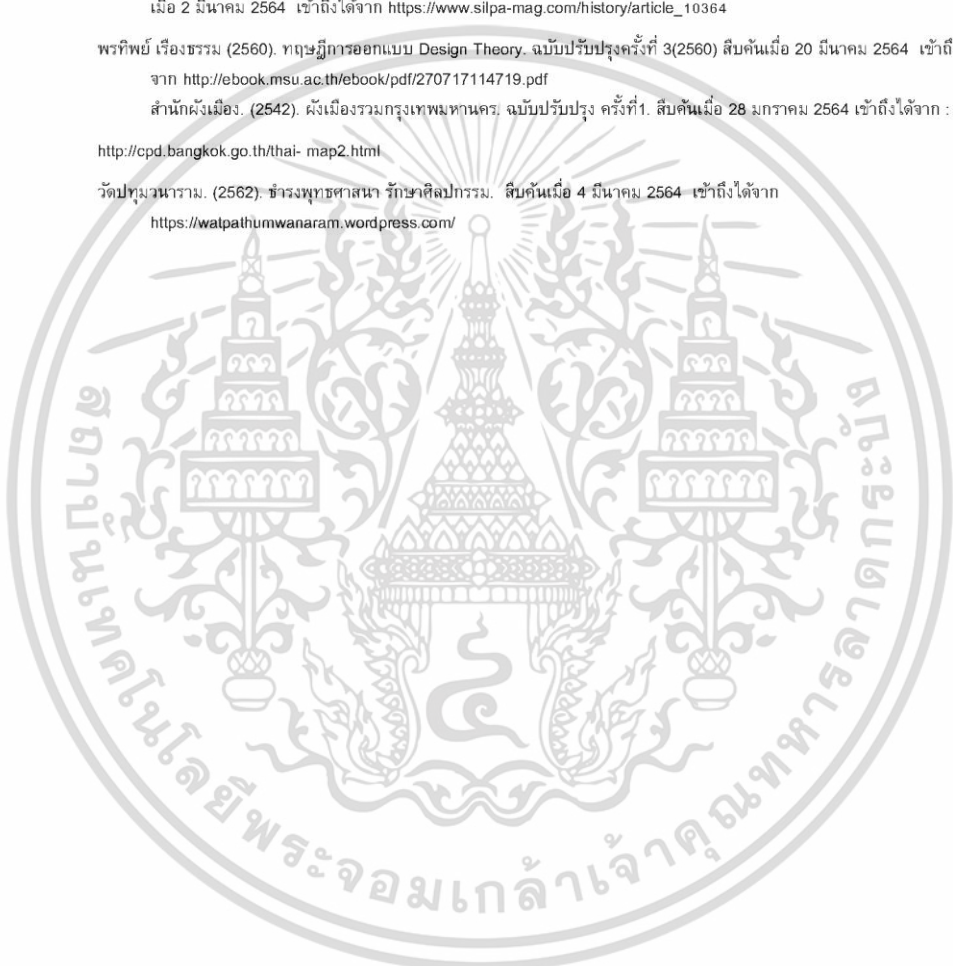 เมื่อ 2 มีนาคม 2564 เข้าถึงได้จาก https://www.silpa-mag.com/history/article_10364
พรทิพย์ เรืองธรรม (2560). ทฤษฎีการออกแบบ Design Theory. ฉบับปรับปรุงครั้งที่ 3(2560) สืบค้นเมื่อ 20 มีนาคม 2564 เข้าถึ
จาก http://ebook.msu.ac.th/ebook/pdf/270717114719.pdf
สำนักผังเมือง. (2542). ผังเมืองรวมกรุงเทพมหานคร. ฉบับปรับปรุง ครั้งที่1. สืบค้นเมื่อ 28 มกราคม 2564 เข้าถึงได้จาก :
http://cpd.bangkok.go.th/thai- map2.html
วัดปทุมวนาราม. (2562). ธำรงพุทธศาสนา รักษาศิลปกรรม. สืบค้นเมื่อ 4 มีนาคม 2564 เข้าถึงได้จาก
https://watpathumwanaram.wordpress.com/
สถาบันเทคโนโลยีพระจอมเกล้าเจ้าคุณทหารลาดกระบัง
๔